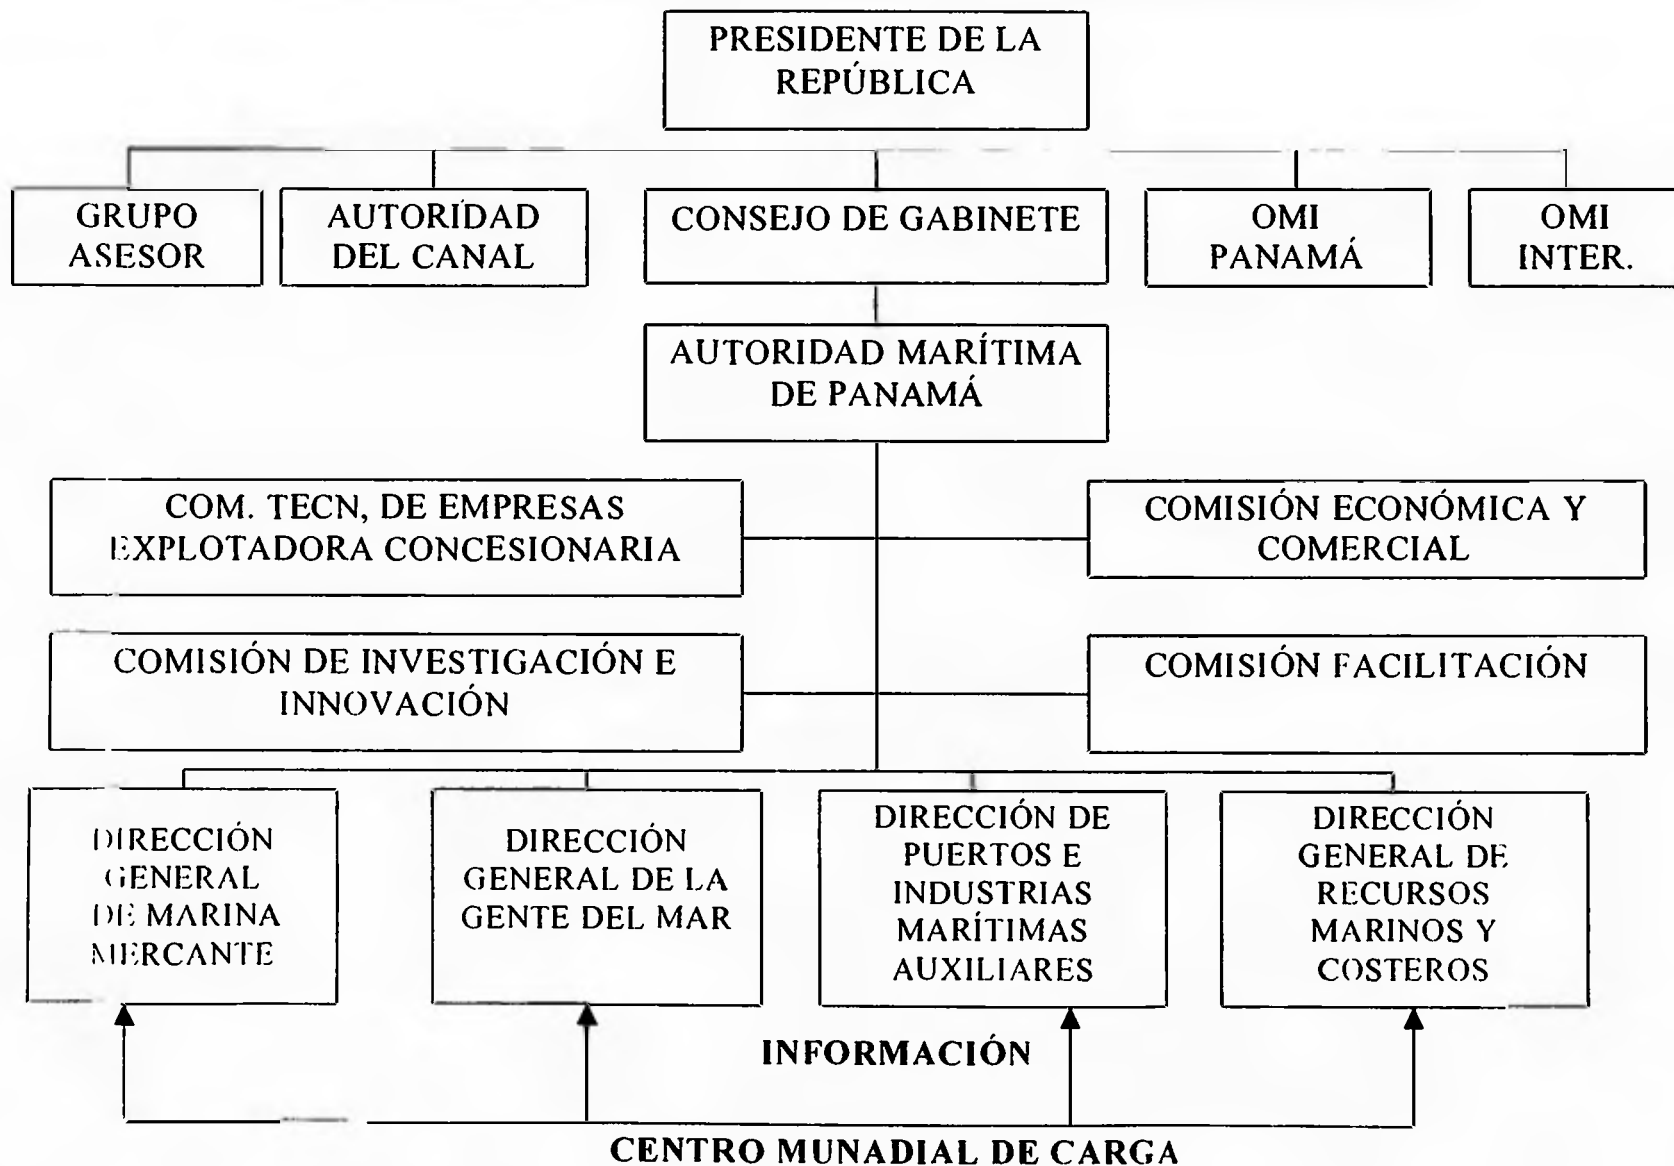 PRESIDENTE DE LA
REPÚBLICA
GRUPO
ASESOR
AUTORIDAD
DEL CANAL
CONSEJO DE GABINETE
OMI
PANAMÁ
OMI
INTER.
AUTORIDAD MARÍTIMA
DE PANAMÁ
COM. TECN, DE EMPRESAS
EXPLOTADORA CONCESIONARIA
COMISIÓN ECONÓMICA Y
COMERCIAL
COMISIÓN DE INVESTIGACIÓN E
INNOVACIÓN
COMISIÓN FACILITACIÓN
DIRECCIÓN
GENERAL
DE MARINA
MERCANTE
DIRECCIÓN
GENERAL DE LA
GENTE DEL MAR
DIRECCIÓN DE
PUERTOS E
INDUSTRIAS
MARÍTIMAS
AUXILIARES
DIRECCIÓN
GENERAL DE
RECURSOS
MARINOS Y
COSTEROS
INFORMACIÓN
CENTRO MUNADIAL DE CARGA